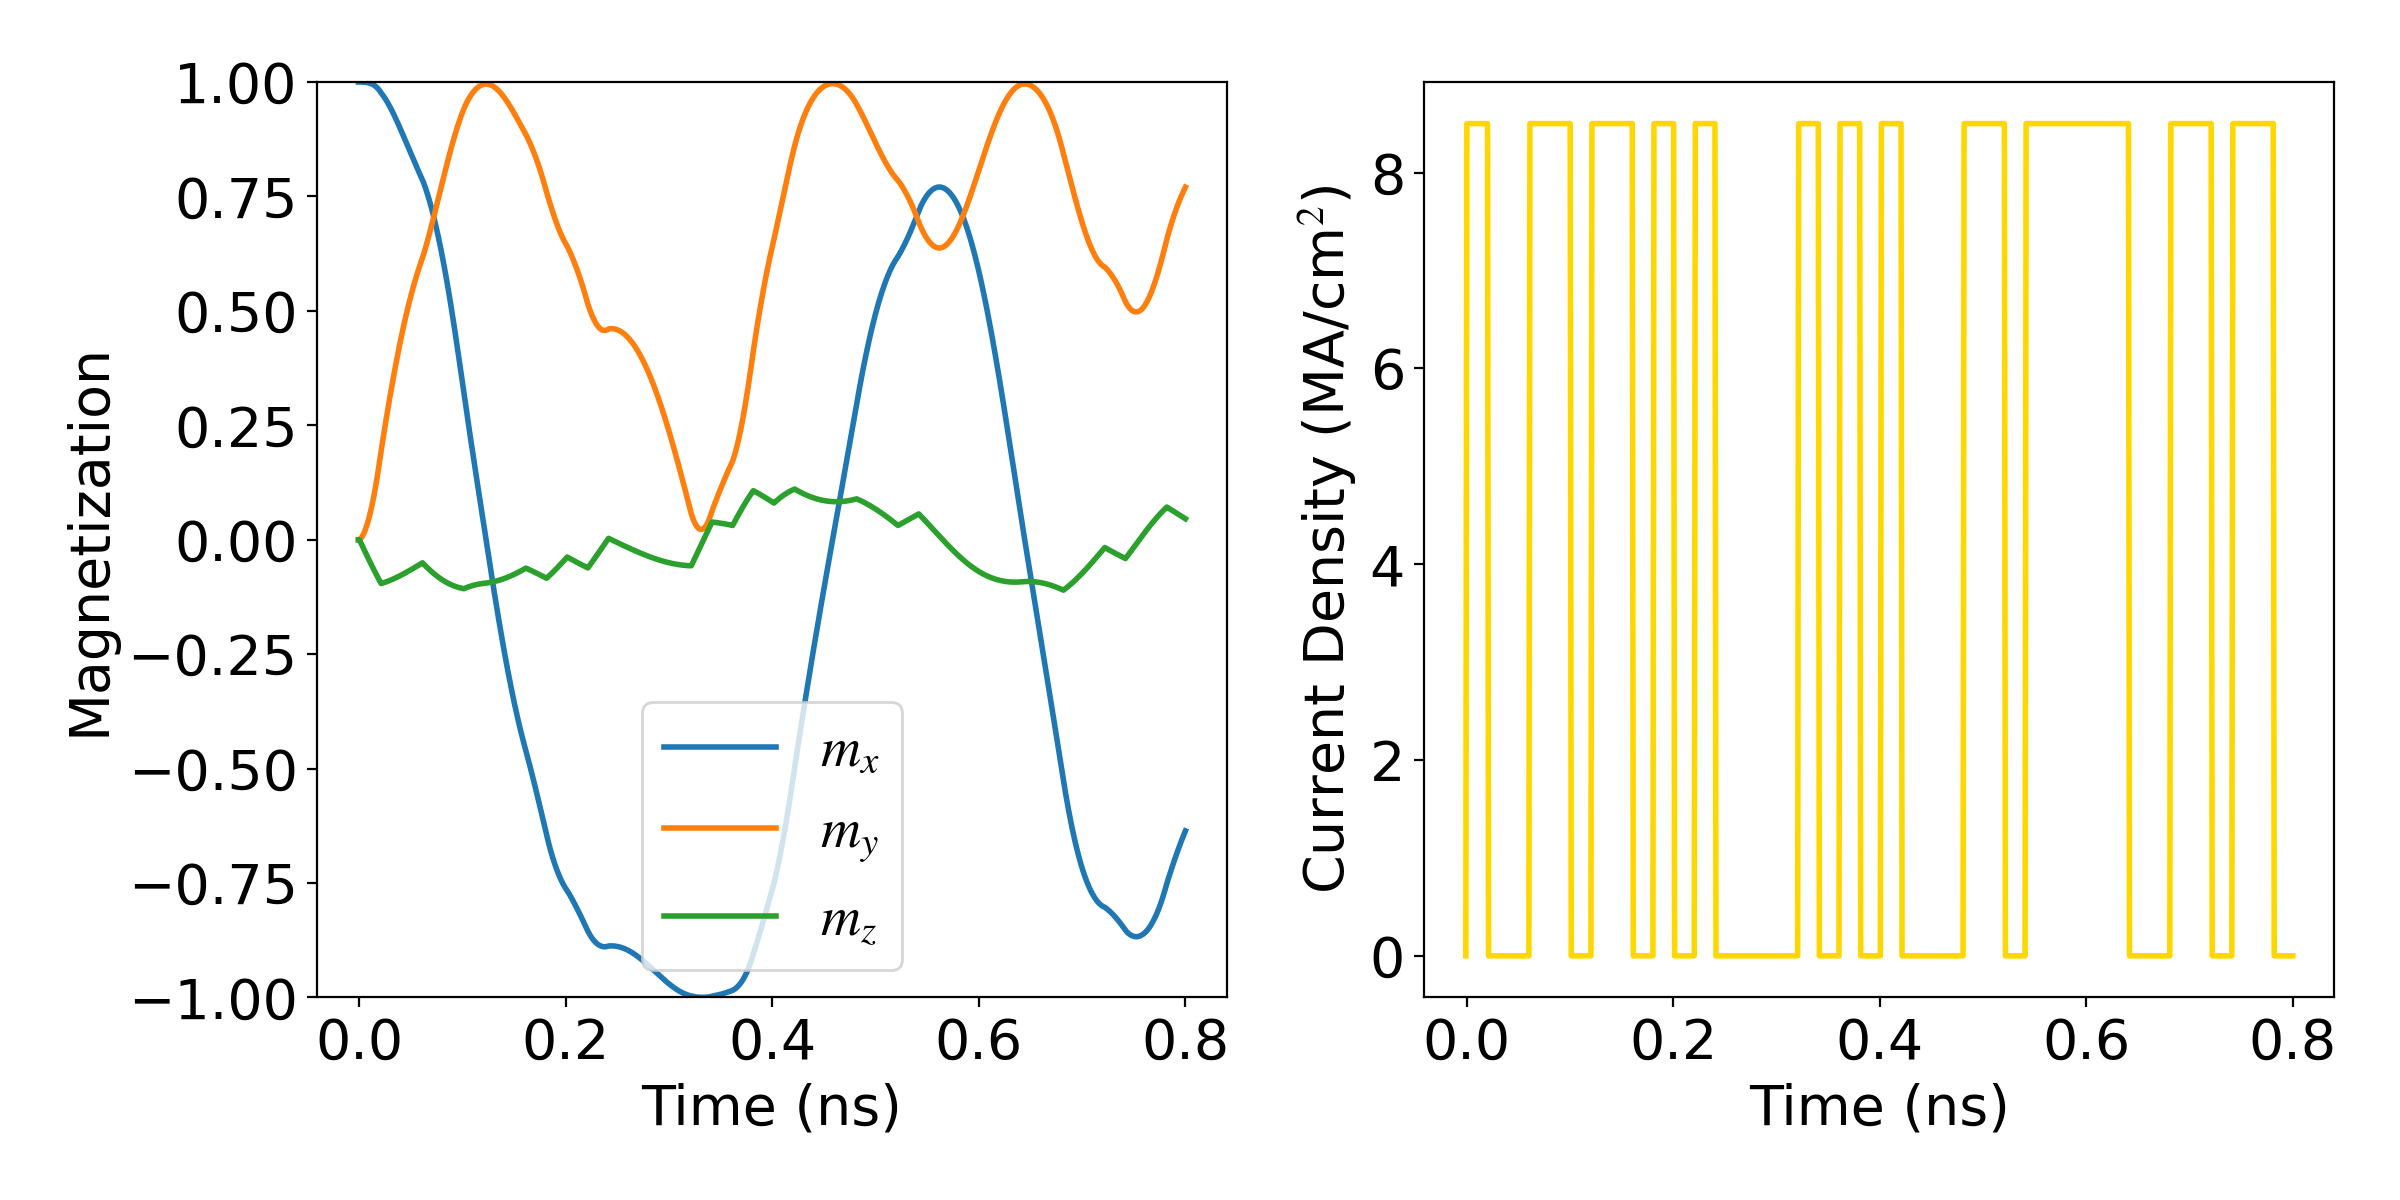 1.00
0.75
0.50
0.25
0.00
−0.25
−0.50
−0.75
−1.00
Magnetization
0.0 0.2 0.4 0.6 0.8
Time (ns)
m_x
m_y
m_z
8
6
4
2
0
Current Density (MA/cm²)
0.0 0.2 0.4 0.6 0.8
Time (ns)